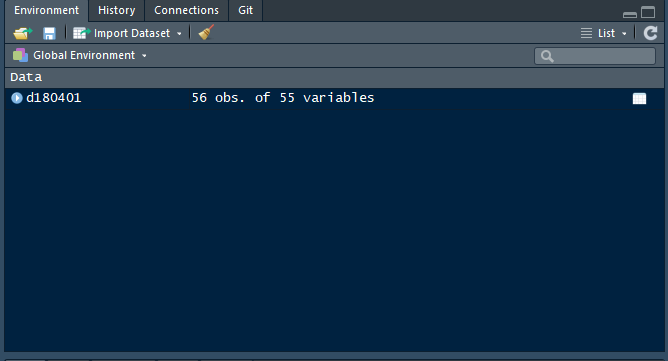 Environment History Connections Git
Import Dataset List
Global Environment
Data
d180401 56 obs. of 55 variables